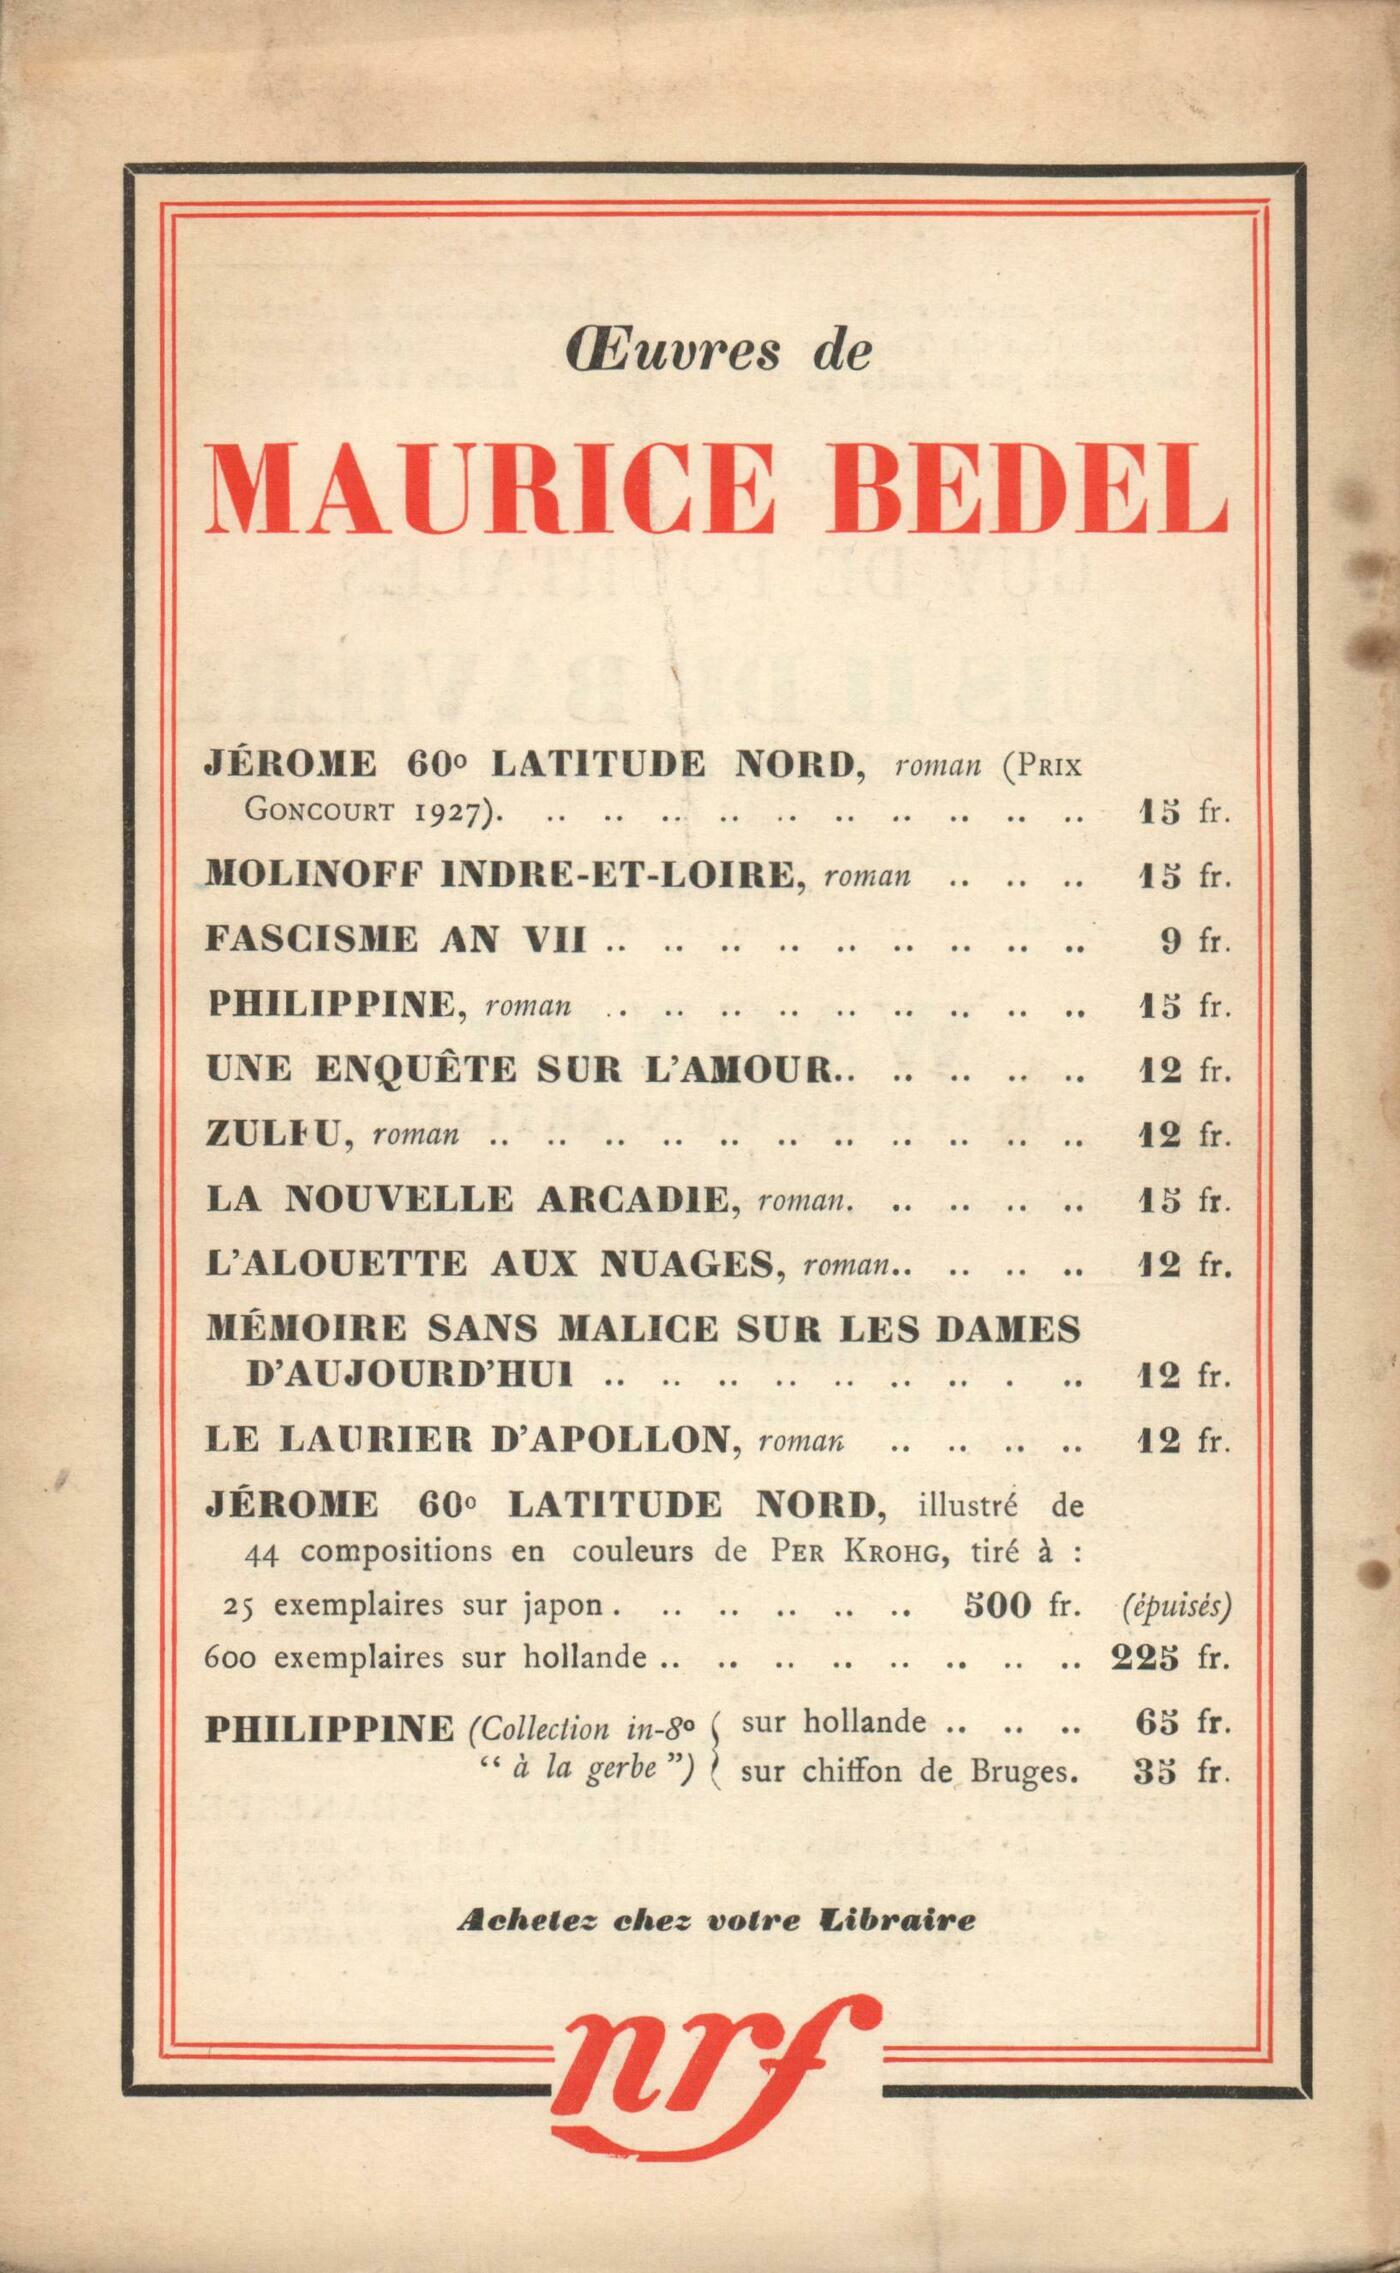 Œuvres de
MAURICE BEDEL
JÉROME 60º LATITUDE NORD, roman (PRIX
GONCOURT 1927). .. .. .. .. .. .. .. .. .. .. 15 fr.
MOLINOFF INDRE-ET-LOIRE, roman .. .. .. 15 fr.
FASCISME AN VII .. .. .. .. .. .. .. .. .. 9 fr.
PHILIPPINE, roman .. .. .. .. .. .. .. .. .. 15 fr.
UNE ENQUÊTE SUR L'AMOUR.. .. .. .. .. 12 fr.
ZULFU, roman .. .. .. .. .. .. .. .. .. .. .. 12 fr.
LA NOUVELLE ARCADIE, roman. .. .. .. .. 15 fr.
L'ALOUETTE AUX NUAGES, roman.. .. .. .. 12 fr.
MÉMOIRE SANS MALICE SUR LES DAMES
D'AUJOURD'HUI .. .. .. .. .. .. .. . .. 12 fr.
LE LAURIER D'APOLLON, roman .. .. .. .. 12 fr.
JÉROME 60º LATITUDE NORD, illustré de
44 compositions en couleurs de PER KROHG, tiré à :
25 exemplaires sur japon. .. .. .. .. .. 500 fr. (épuisés)
600 exemplaires sur hollande .. .. .. .. .. .. .. .. 225 fr.
PHILIPPINE (Collection in-8º ( sur hollande .. .. .. 65 fr.
“ à la gerbe ”) ( sur chiffon de Bruges. 35 fr.
Achetez chez votre Libraire
nrf